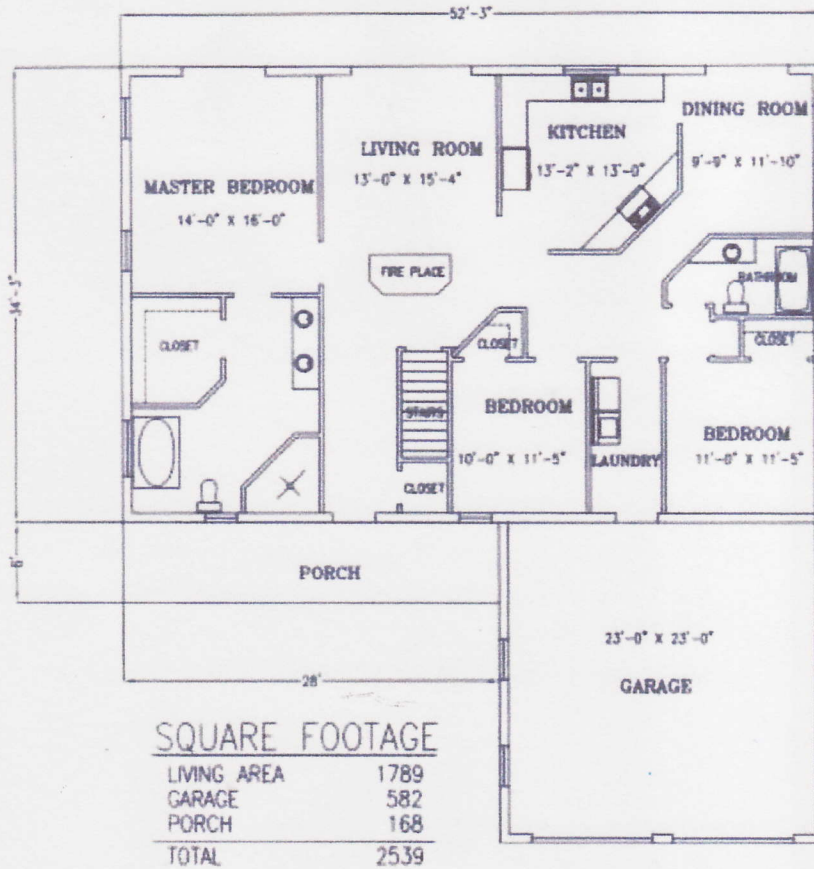 52'-3"
DINING ROOM
KITCHEN
LIVING ROOM
9'-9" X 11'-10"
13'-2" X 13'-0"
13'-0" X 15'-4"
MASTER BEDROOM
14'-0" X 16'-0"
FIRE PLACE
BATHROOM
34'-3"
CLOSET
CLOSET
CLOSET
STAIRS
BEDROOM
BEDROOM
10'-0" X 11'-5"
LAUNDRY
11'-0" X 11'-5"
CLOSET
6'
PORCH
23'-0" X 23'-0"
28'
GARAGE
SQUARE FOOTAGE
LIVING AREA 1789
GARAGE 582
PORCH 168
TOTAL 2539